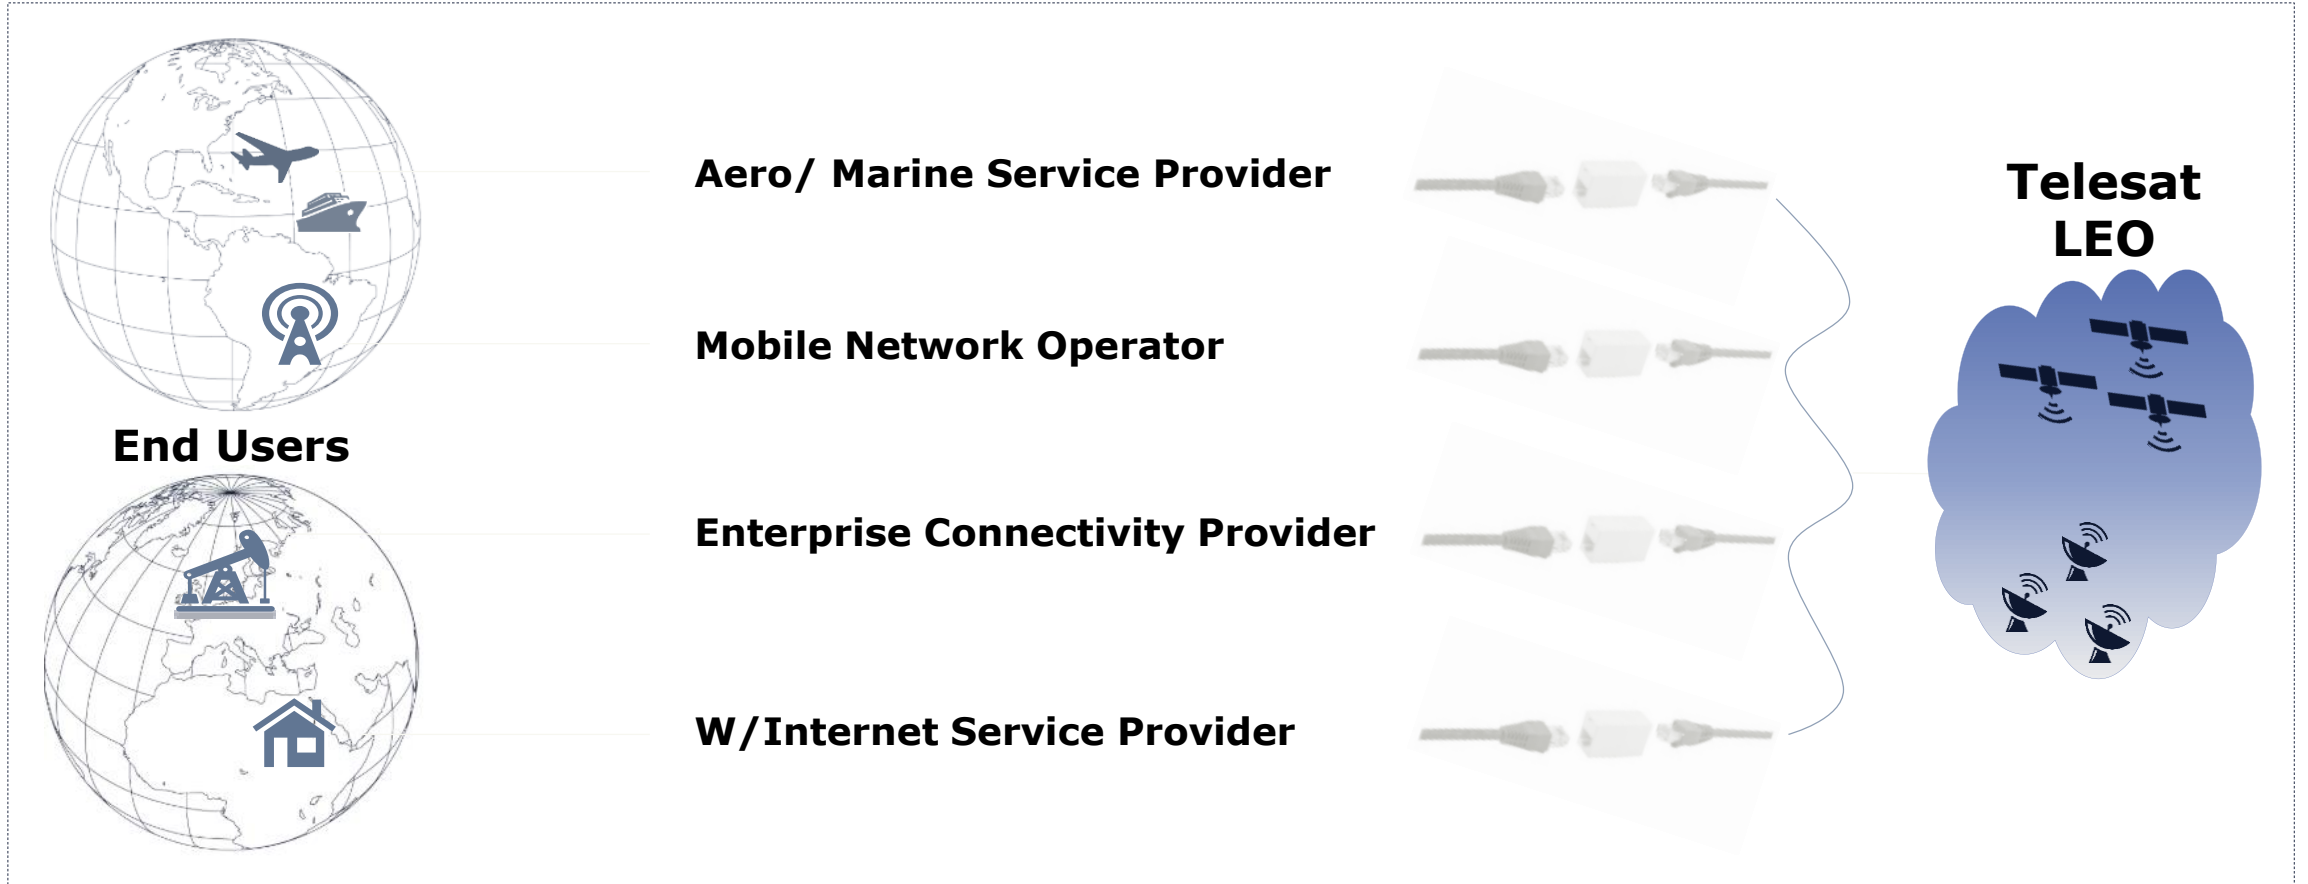 Aero/ Marine Service Provider
Telesat
LEO
Mobile Network Operator
End Users
Enterprise Connectivity Provider
W/Internet Service Provider